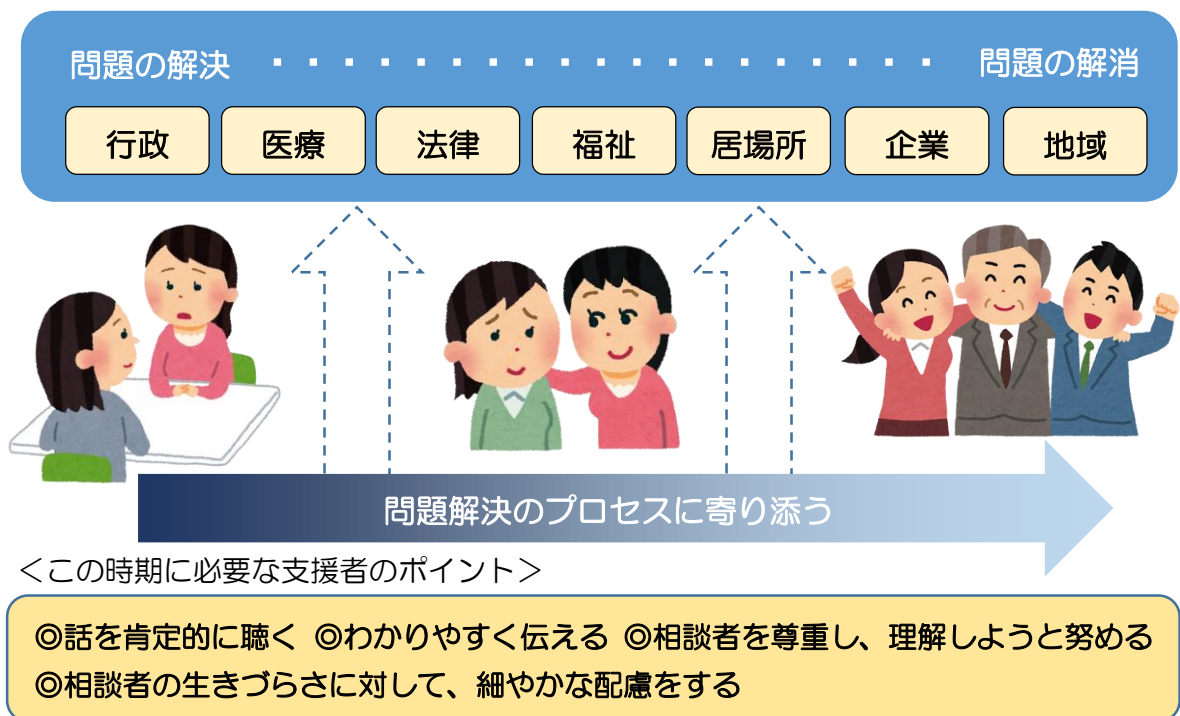 問題の解決 ・・・・・・・・・・・・・・・・・・・ 問題の解消
行政 医療 法律 福祉 居場所 企業 地域
問題解決のプロセスに寄り添う
＜この時期に必要な支援者のポイント＞
◎話を肯定的に聴く ◎わかりやすく伝える ◎相談者を尊重し、理解しようと努める
◎相談者の生きづらさに対して、細やかな配慮をする